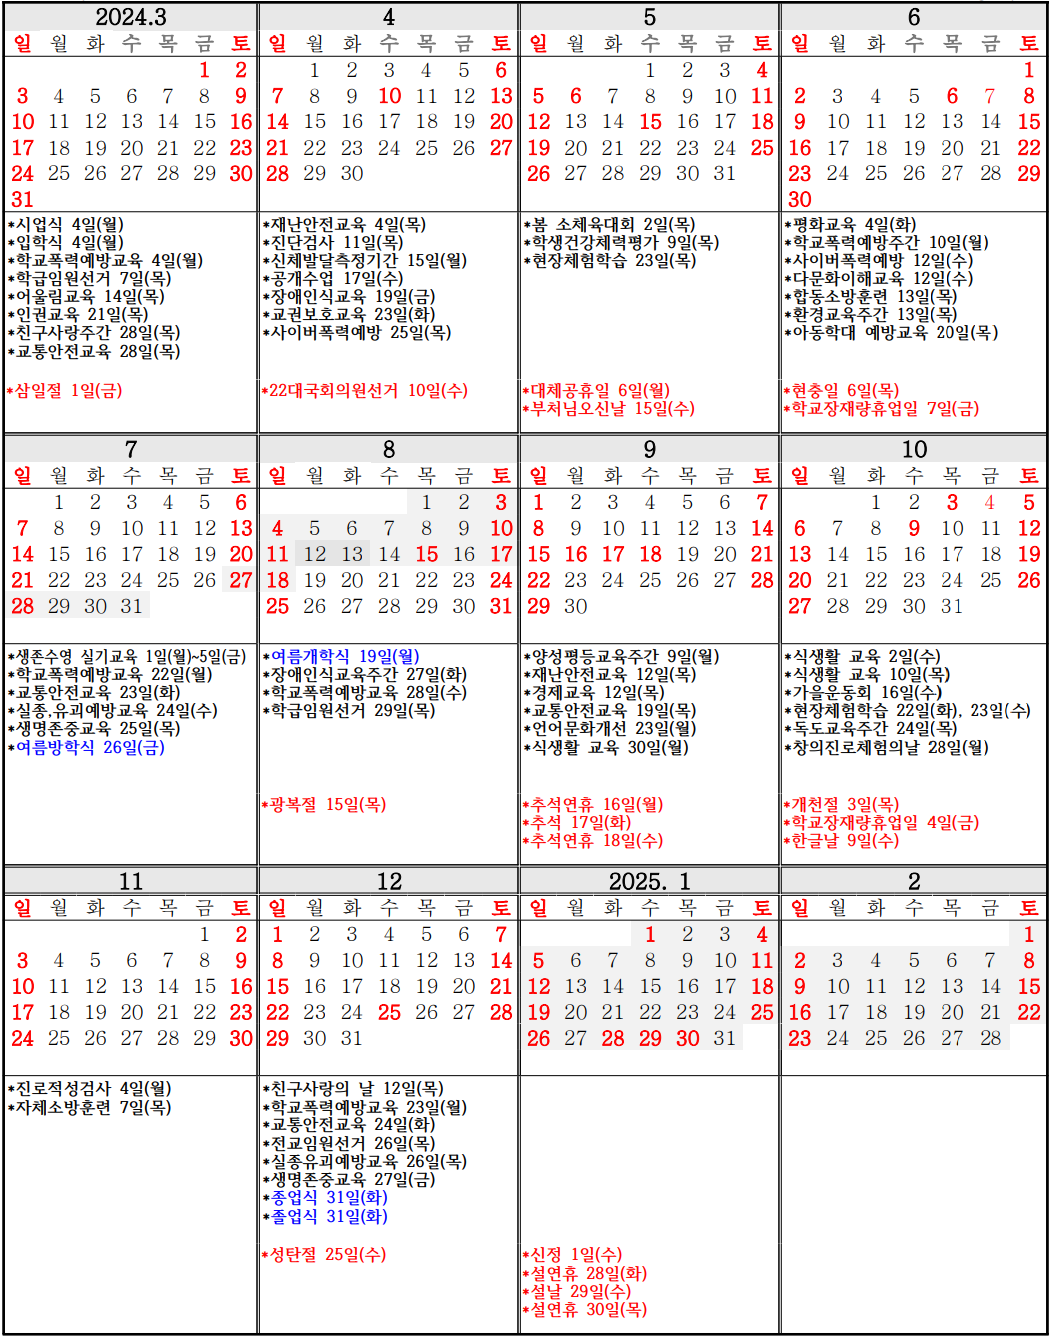 2024.3
일 월 화 수 목 금 토
1 2
3 4 5 6 7 8 9
10 11 12 13 14 15 16
17 18 19 20 21 22 23
24 25 26 27 28 29 30
31
*시업식 4일(월)
*입학식 4일(월)
*학교폭력예방교육 4일(월)
*학급임원선거 7일(목)
*어울림교육 14일(목)
*인권교육 21일(목)
*친구사랑주간 28일(목)
*교통안전교육 28일(목)
*삼일절 1일(금)
4
일 월 화 수 목 금 토
1 2 3 4 5 6
7 8 9 10 11 12 13
14 15 16 17 18 19 20
21 22 23 24 25 26 27
28 29 30
*재난안전교육 4일(목)
*진단검사 11일(목)
*신체발달측정기간 15일(월)
*공개수업 17일(수)
*장애인식교육 19일(금)
*교권보호교육 23일(화)
*사이버폭력예방 25일(목)
*22대국회의원선거 10일(수)
5
일 월 화 수 목 금 토
1 2 3 4
5 6 7 8 9 10 11
12 13 14 15 16 17 18
19 20 21 22 23 24 25
26 27 28 29 30 31
*봄 소체육대회 2일(목)
*학생건강체력평가 9일(목)
*현장체험학습 23일(목)
*대체공휴일 6일(월)
*부처님오신날 15일(수)
6
일 월 화 수 목 금 토
1
2 3 4 5 6 7 8
9 10 11 12 13 14 15
16 17 18 19 20 21 22
23 24 25 26 27 28 29
30
*평화교육 4일(화)
*학교폭력예방주간 10일(월)
*사이버폭력예방 12일(수)
*다문화이해교육 12일(수)
*합동소방훈련 13일(목)
*환경교육주간 13일(목)
*아동학대 예방교육 20일(목)
*현충일 6일(목)
*학교장재량휴업일 7일(금)
7
일 월 화 수 목 금 토
1 2 3 4 5 6
7 8 9 10 11 12 13
14 15 16 17 18 19 20
21 22 23 24 25 26 27
28 29 30 31
*생존수영 실기교육 1일(월)~5일(금)
*학교폭력예방교육 22일(월)
*교통안전교육 23일(화)
*실종,유괴예방교육 24일(수)
*생명존중교육 25일(목)
*여름방학식 26일(금)
8
일 월 화 수 목 금 토
1 2 3
4 5 6 7 8 9 10
11 12 13 14 15 16 17
18 19 20 21 22 23 24
25 26 27 28 29 30 31
*여름개학식 19일(월)
*장애인식교육주간 27일(화)
*학교폭력예방교육 28일(수)
*학급임원선거 29일(목)
*광복절 15일(목)
9
일 월 화 수 목 금 토
1 2 3 4 5 6 7
8 9 10 11 12 13 14
15 16 17 18 19 20 21
22 23 24 25 26 27 28
29 30
*양성평등교육주간 9일(월)
*재난안전교육 12일(목)
*경제교육 12일(목)
*교통안전교육 19일(목)
*언어문화개선 23일(월)
*식생활 교육 30일(월)
*추석연휴 16일(월)
*추석 17일(화)
*추석연휴 18일(수)
10
일 월 화 수 목 금 토
1 2 3 4 5
6 7 8 9 10 11 12
13 14 15 16 17 18 19
20 21 22 23 24 25 26
27 28 29 30 31
*식생활 교육 2일(수)
*식생활 교육 10일(목)
*가을운동회 16일(수)
*현장체험학습 22일(화), 23일(수)
*독도교육주간 24일(목)
*창의진로체험의날 28일(월)
*개천절 3일(목)
*학교장재량휴업일 4일(금)
*한글날 9일(수)
11
일 월 화 수 목 금 토
1 2
3 4 5 6 7 8 9
10 11 12 13 14 15 16
17 18 19 20 21 22 23
24 25 26 27 28 29 30
*진로적성검사 4일(월)
*자체소방훈련 7일(목)
12
일 월 화 수 목 금 토
1 2 3 4 5 6 7
8 9 10 11 12 13 14
15 16 17 18 19 20 21
22 23 24 25 26 27 28
29 30 31
*친구사랑의 날 12일(목)
*학교폭력예방교육 23일(월)
*교통안전교육 24일(화)
*전교임원선거 26일(목)
*실종유괴예방교육 26일(목)
*생명존중교육 27일(금)
*종업식 31일(화)
*졸업식 31일(화)
*성탄절 25일(수)
2025. 1
일 월 화 수 목 금 토
1 2 3 4
5 6 7 8 9 10 11
12 13 14 15 16 17 18
19 20 21 22 23 24 25
26 27 28 29 30 31
*신정 1일(수)
*설연휴 28일(화)
*설날 29일(수)
*설연휴 30일(목)
2
일 월 화 수 목 금 토
1
2 3 4 5 6 7 8
9 10 11 12 13 14 15
16 17 18 19 20 21 22
23 24 25 26 27 28